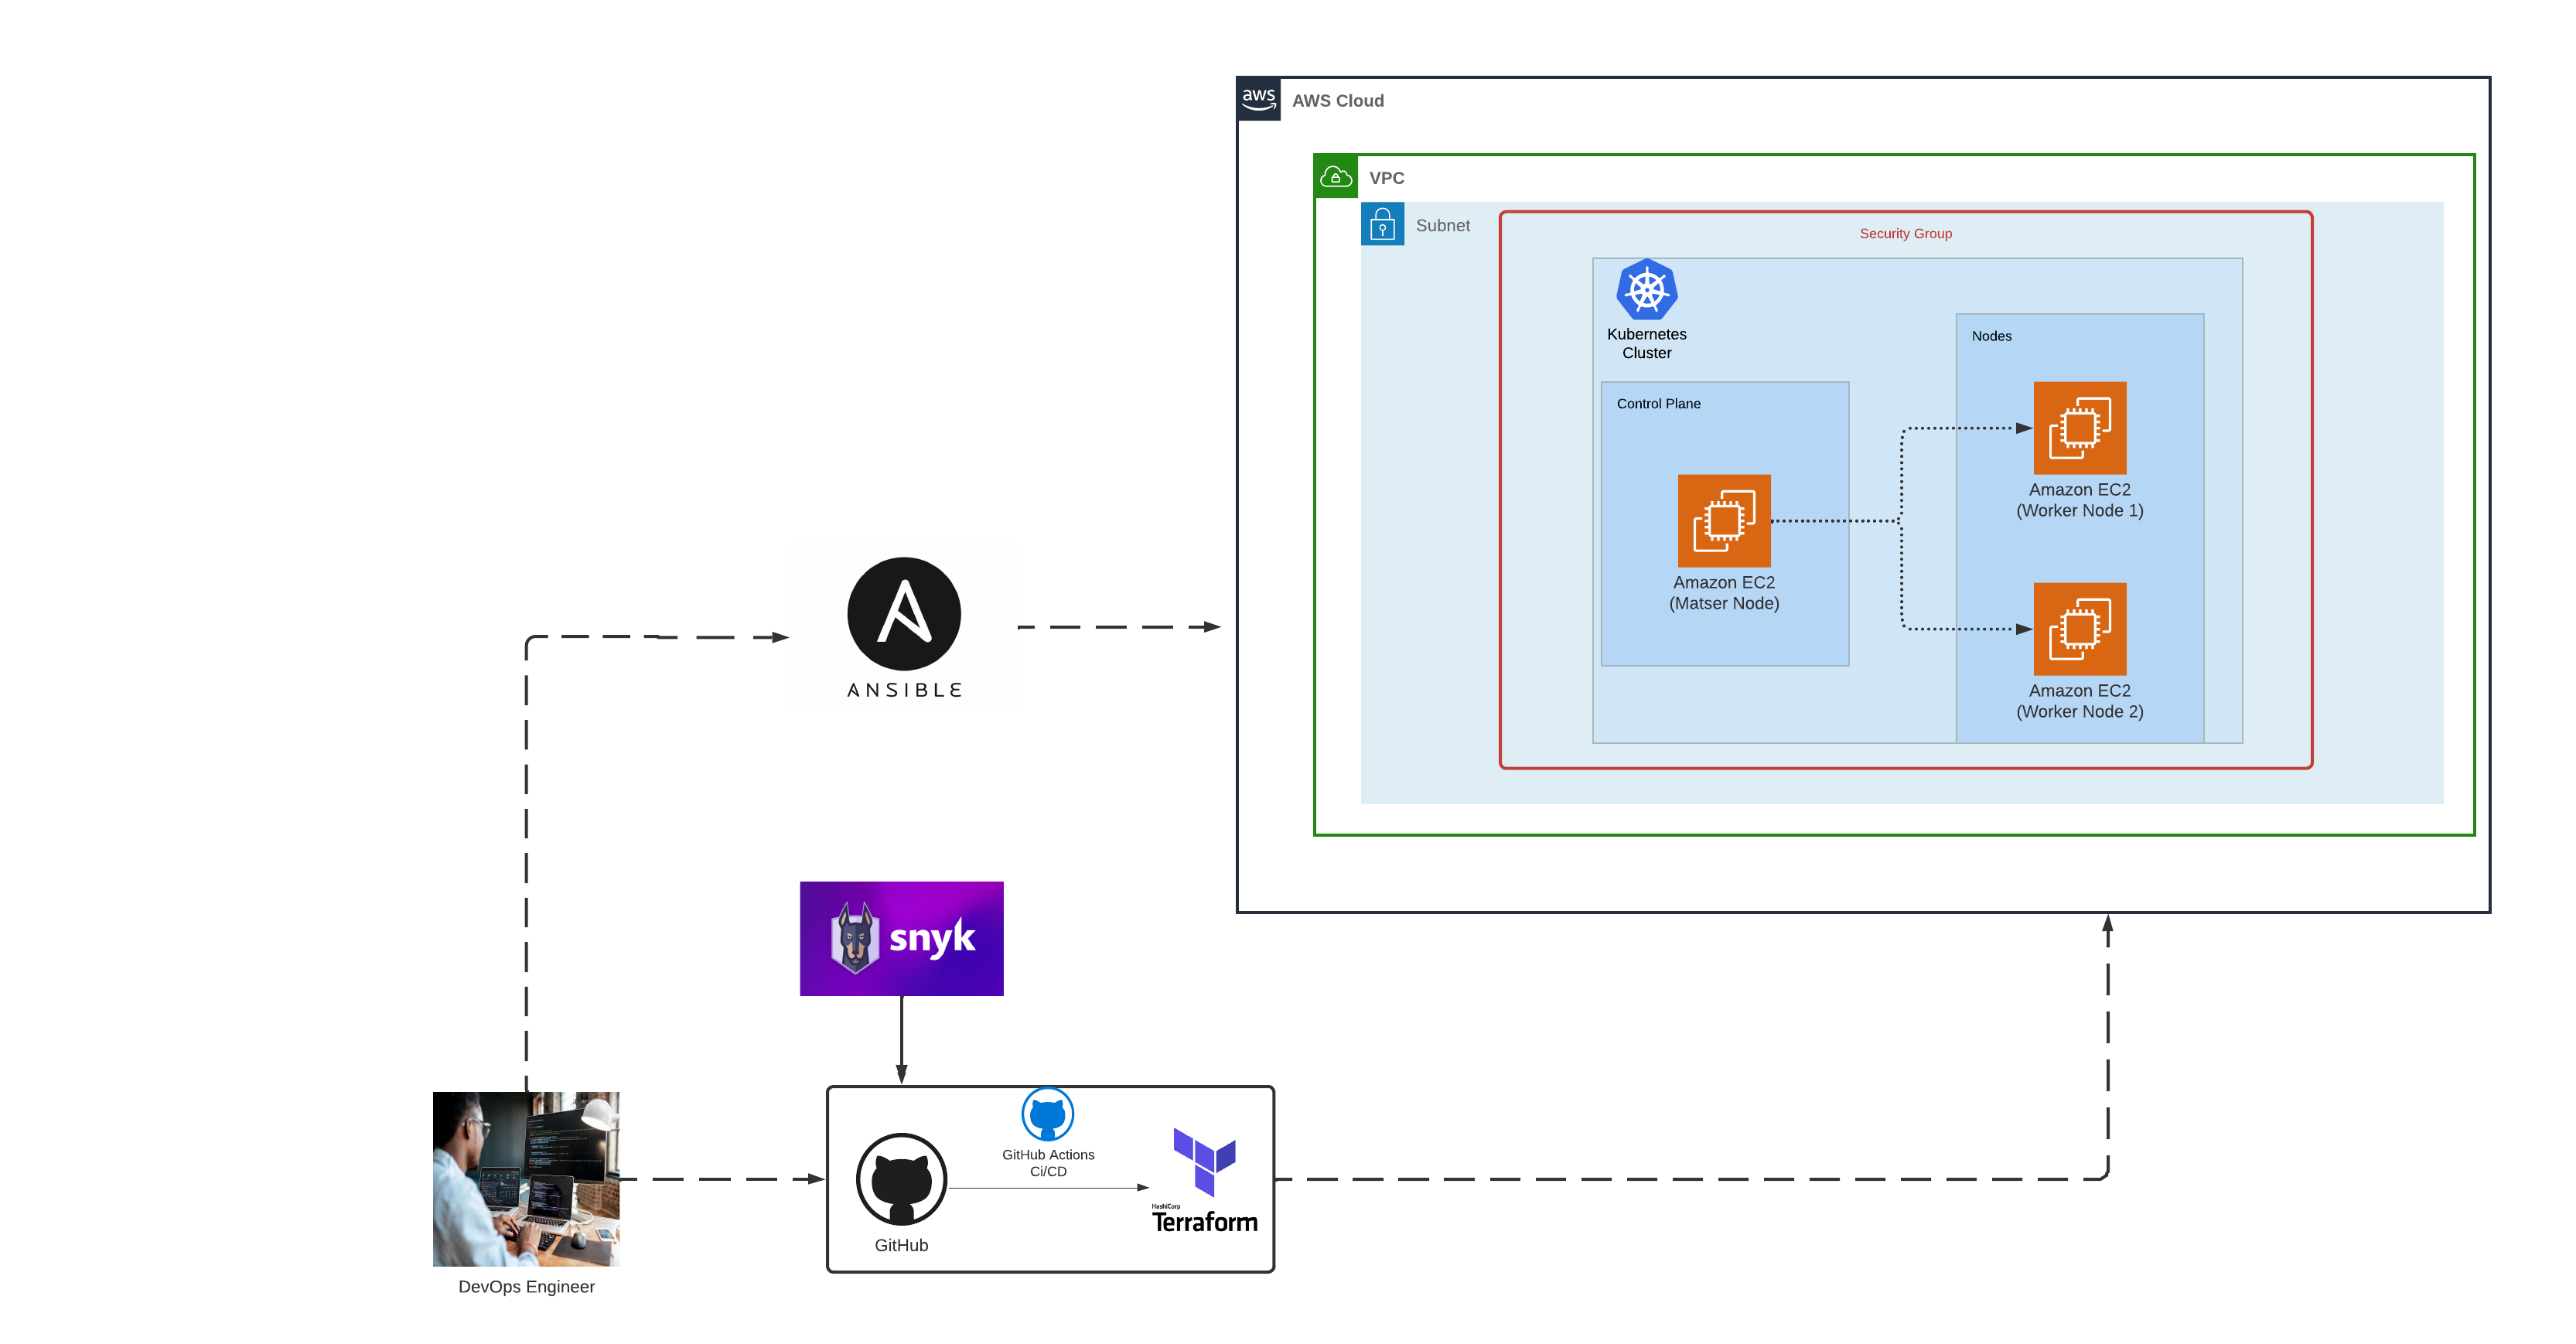 aws
AWS Cloud
VPC
Subnet
Security Group
Kubernetes
Cluster
Nodes
Control Plane
Amazon EC2
(Worker Node 1)
Amazon EC2
(Matser Node)
Amazon EC2
(Worker Node 2)
ANSIBLE
snyk
GitHub Actions
Ci/CD
HashiCorp
Terraform
GitHub
DevOps Engineer